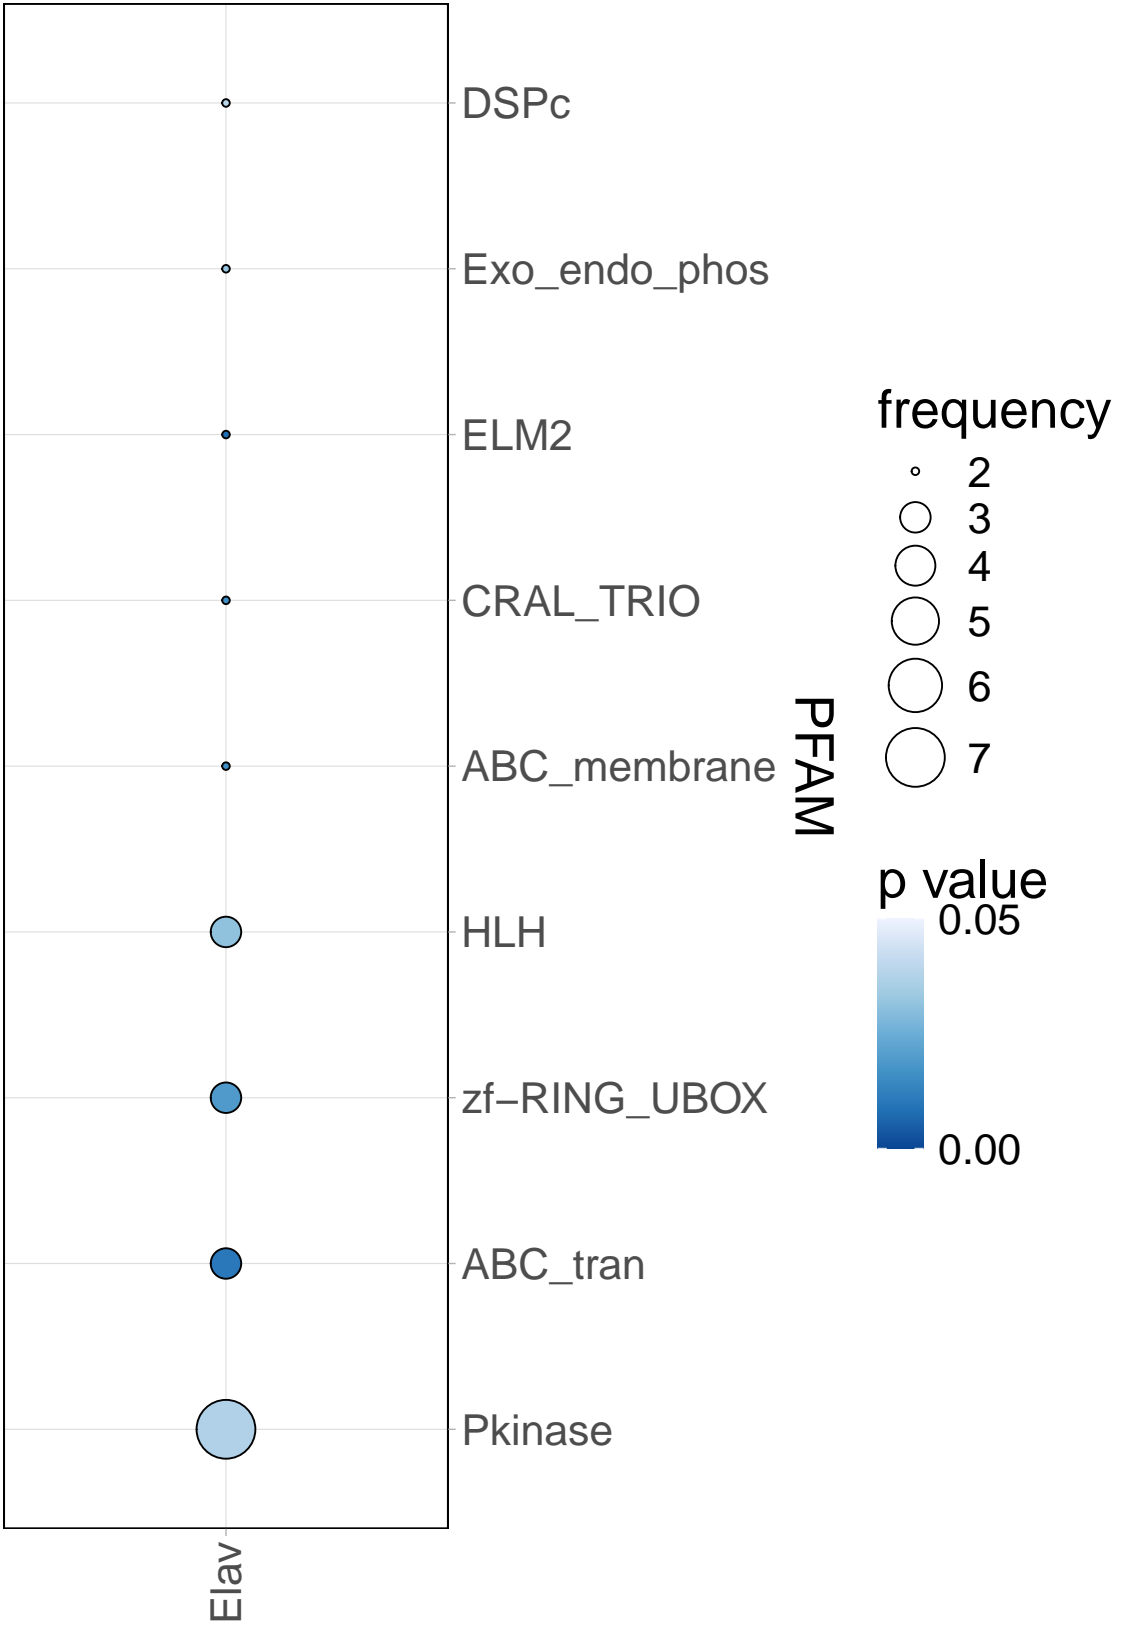 DSPc
Exo_endo_phos
ELM2
CRAL_TRIO
ABC_membrane
HLH
zf−RING_UBOX
ABC_tran
Pkinase
Elav
PFAM
frequency
2
3
4
5
6
7
p value
0.05
0.00